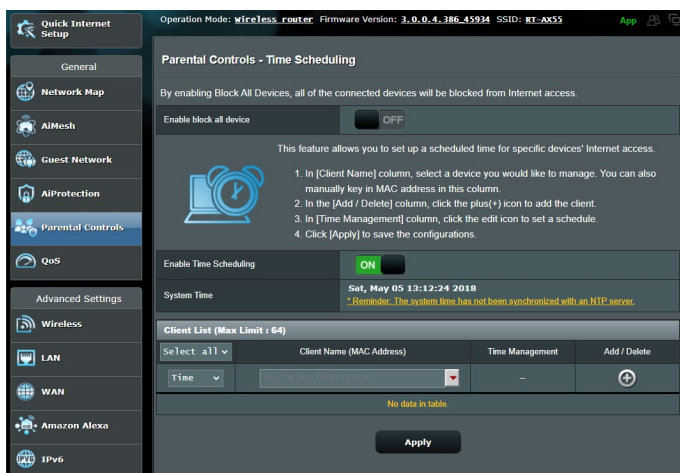 Quick Internet
Setup
Operation Mode: Wireless router Firmware Version: 3.0.0.4.386_45934 SSID: RT-AX55 App
General
Network Map
AiMesh
Guest Network
AiProtection
Parental Controls
QoS
Advanced Settings
Wireless
LAN
WAN
Amazon Alexa
IPv6
Parental Controls - Time Scheduling
By enabling Block All Devices, all of the connected devices will be blocked from Internet access.
Enable block all device OFF
This feature allows you to set up a scheduled time for specific devices' Internet access.
1. In [Client Name] column, select a device you would like to manage. You can also
manually key in MAC address in this column.
2. In the [Add / Delete] column, click the plus(+) icon to add the client.
3. In [Time Management] column, click the edit icon to set a schedule.
4. Click [Apply] to save the configurations.
Enable Time Scheduling ON
System Time Sat, May 05 13:12:24 2018
* Reminder: The system time has not been synchronized with an NTP server.
Client List (Max Limit : 64)
Select all Client Name (MAC Address) Time Management Add / Delete
Time –
No data in table.
Apply